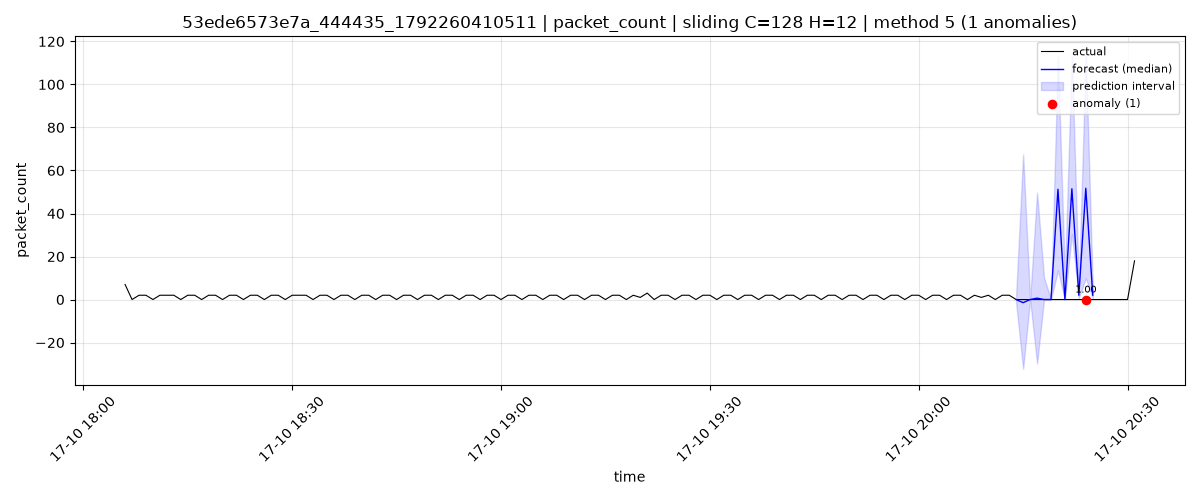 53ede6573e7a_444435_1792260410511 | packet_count | sliding C=128 H=12 | method 5 (1 anomalies)
actual
forecast (median)
prediction interval
anomaly (1)
packet_count
120
100
80
60
40
20
0
−20
1.00
17-10 18:00
17-10 18:30
17-10 19:00
17-10 19:30
17-10 20:00
17-10 20:30
time